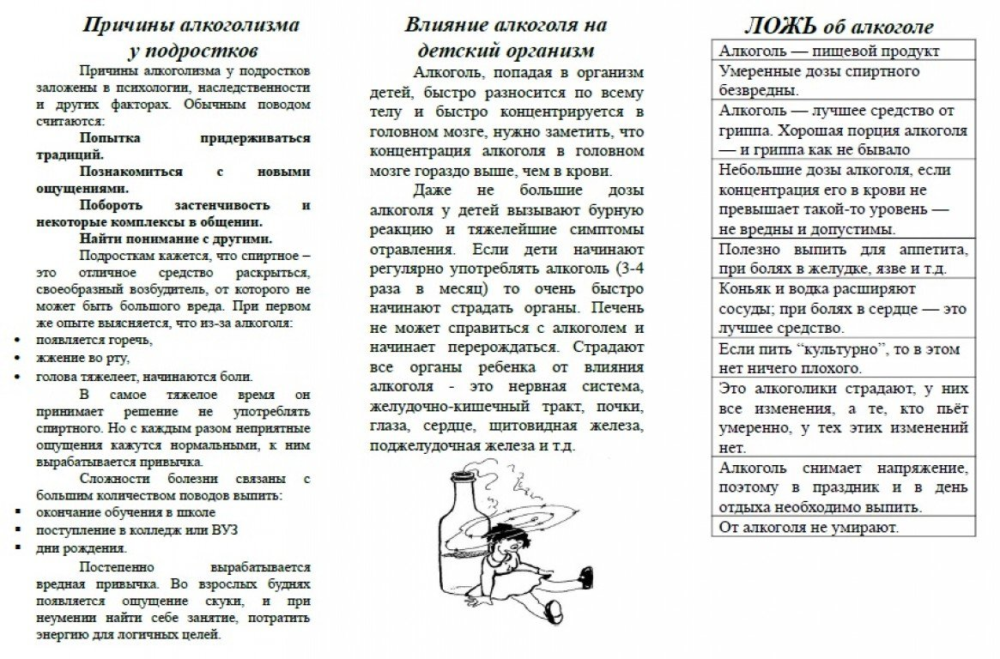 Причины алкоголизма
у подростков
Причины алкоголизма у подростков
заложены в психологии, наследственности
и других факторах. Обычным поводом
считаются:
Попытка придерживаться
традиций.
Познакомиться с новыми
ощущениями.
Побороть застенчивость и
некоторые комплексы в общении.
Найти понимание с другими.
Подросткам кажется, что спиртное –
это отличное средство раскрыться,
своеобразный возбудитель, от которого не
может быть большого вреда. При первом
же опыте выясняется, что из-за алкоголя:
• появляется горечь,
• жжение во рту,
• голова тяжелеет, начинаются боли.
В самое тяжелое время он
принимает решение не употреблять
спиртного. Но с каждым разом неприятные
ощущения кажутся нормальными, к ним
вырабатывается привычка.
Сложности болезни связаны с
большим количеством поводов выпить:
▪ окончание обучения в школе
▪ поступление в колледж или ВУЗ
▪ дни рождения.
Постепенно вырабатывается
вредная привычка. Во взрослых буднях
появляется ощущение скуки, и при
неумении найти себе занятие, потратить
энергию для логичных целей.
Влияние алкоголя на
детский организм
Алкоголь, попадая в организм
детей, быстро разносится по всему
телу и быстро концентрируется в
головном мозге, нужно заметить, что
концентрация алкоголя в головном
мозге гораздо выше, чем в крови.
Даже не большие дозы
алкоголя у детей вызывают бурную
реакцию и тяжелейшие симптомы
отравления. Если дети начинают
регулярно употреблять алкоголь (3-4
раза в месяц) то очень быстро
начинают страдать органы. Печень
не может справиться с алкоголем и
начинает перерождаться. Страдают
все органы ребенка от влияния
алкоголя - это нервная система,
желудочно-кишечный тракт, почки,
глаза, сердце, щитовидная железа,
поджелудочная железа и т.д.
ЛОЖЬ об алкоголе
Алкоголь — пищевой продукт
Умеренные дозы спиртного
безвредны.
Алкоголь — лучшее средство от
гриппа. Хорошая порция алкоголя
— и гриппа как не бывало
Небольшие дозы алкоголя, если
концентрация его в крови не
превышает такой-то уровень —
не вредны и допустимы.
Полезно выпить для аппетита,
при болях в желудке, язве и т.д.
Коньяк и водка расширяют
сосуды; при болях в сердце — это
лучшее средство.
Если пить “культурно”, то в этом
нет ничего плохого.
Это алкоголики страдают, у них
все изменения, а те, кто пьёт
умеренно, у тех этих изменений
нет.
Алкоголь снимает напряжение,
поэтому в праздник и в день
отдыха необходимо выпить.
От алкоголя не умирают.